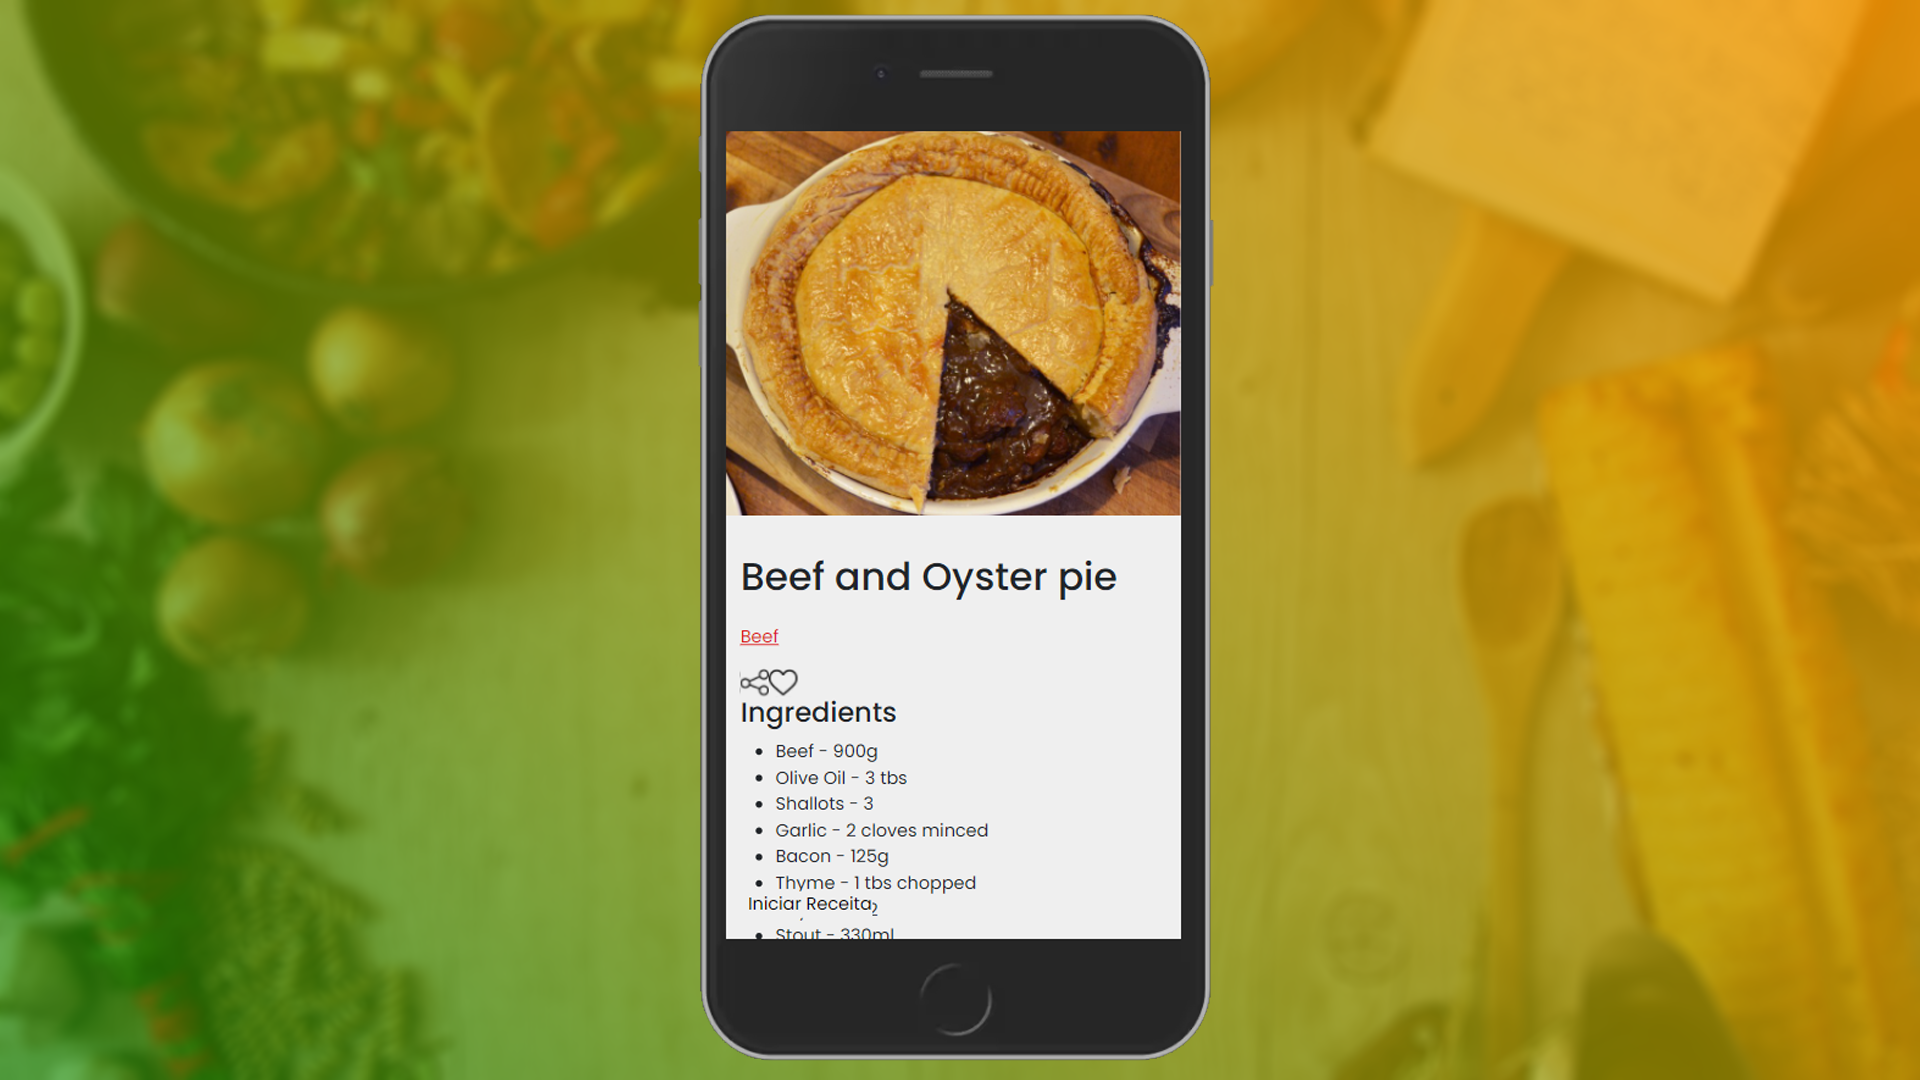 Beef and Oyster pie
Beef
Ingredients
• Beef - 900g
• Olive Oil - 3 tbs
• Shallots - 3
• Garlic - 2 cloves minced
• Bacon - 125g
• Thyme - 1 tbs chopped
Iniciar Receita
• Stout - 330ml